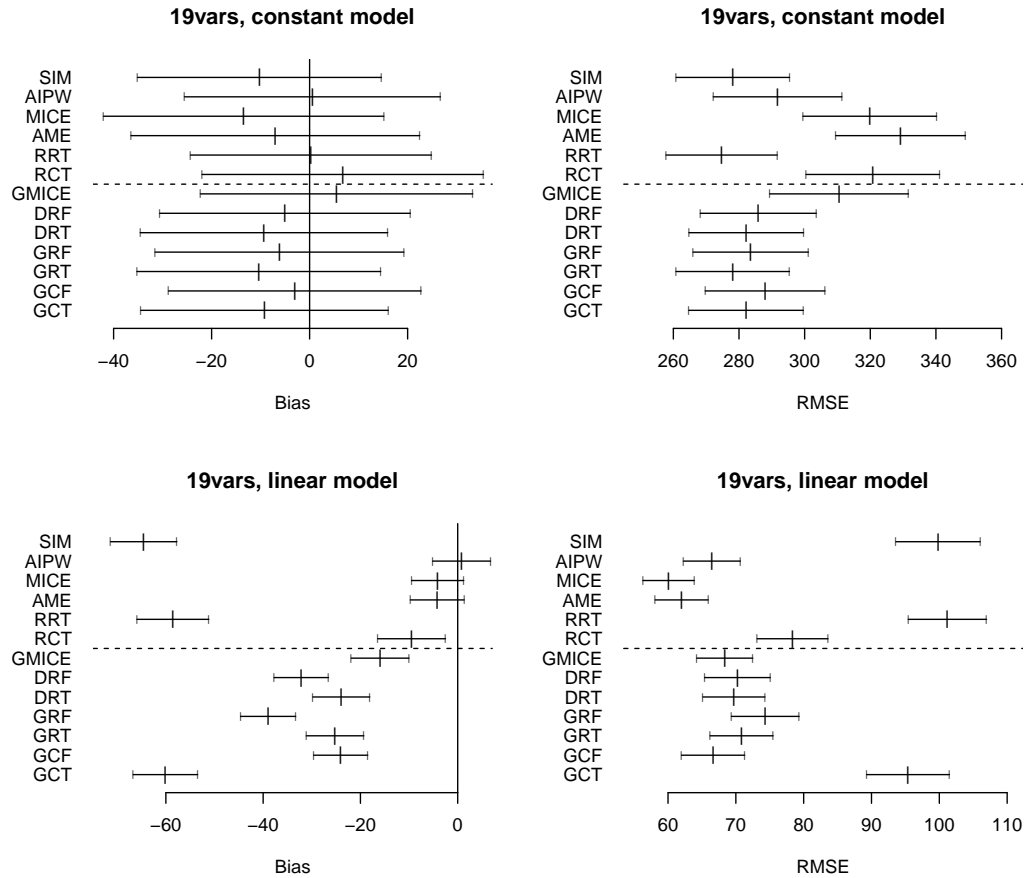 19vars, constant model
SIM
AIPW
MICE
AME
RRT
RCT
GMICE
DRF
DRT
GRF
GRT
GCF
GCT
−40 −20 0 20
Bias
19vars, constant model
SIM
AIPW
MICE
AME
RRT
RCT
GMICE
DRF
DRT
GRF
GRT
GCF
GCT
260 280 300 320 340 360
RMSE
19vars, linear model
SIM
AIPW
MICE
AME
RRT
RCT
GMICE
DRF
DRT
GRF
GRT
GCF
GCT
−60 −40 −20 0
Bias
19vars, linear model
SIM
AIPW
MICE
AME
RRT
RCT
GMICE
DRF
DRT
GRF
GRT
GCF
GCT
60 70 80 90 100 110
RMSE